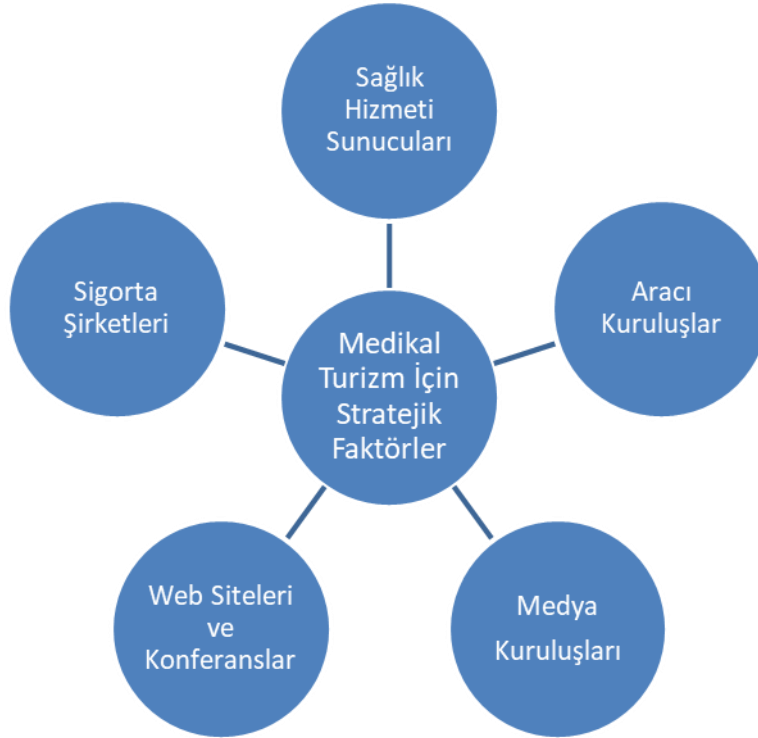 Sağlık
Hizmeti
Sunucuları
Sigorta
Şirketleri
Aracı
Kuruluşlar
Medikal
Turizm İçin
Stratejik
Faktörler
Web Siteleri
ve
Konferanslar
Medya
Kuruluşları